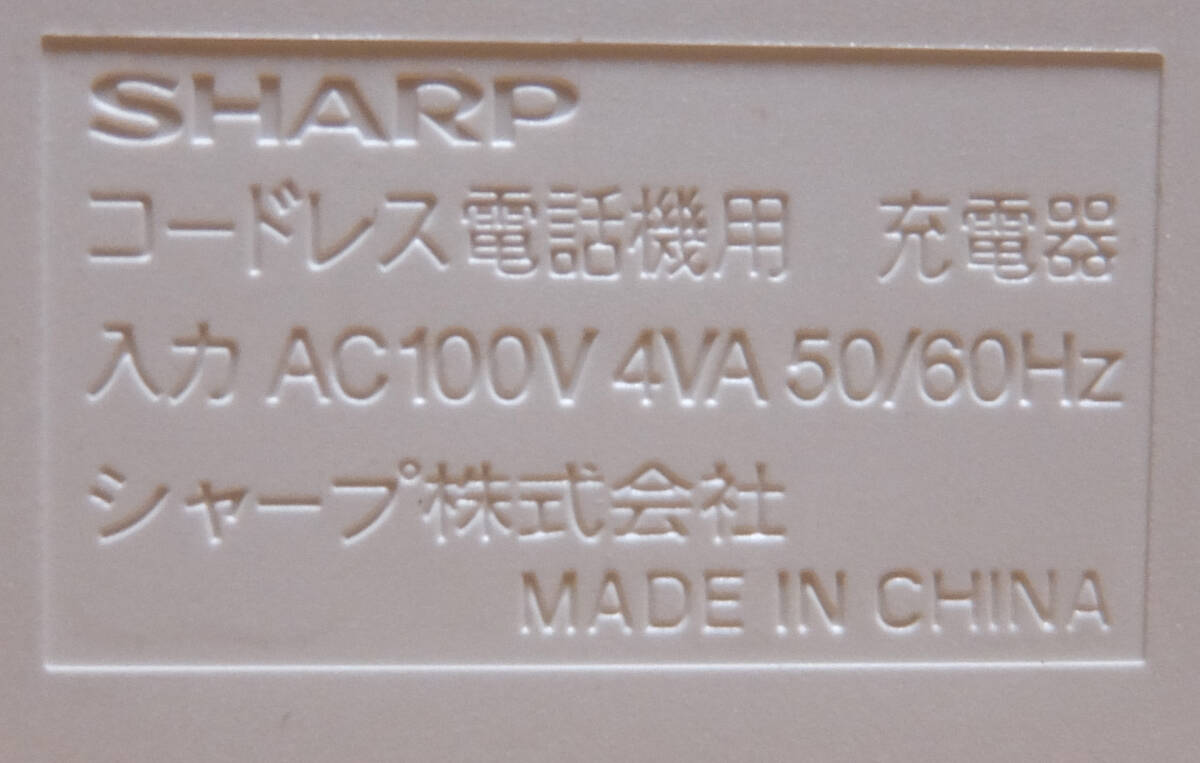 SHARP
コードレス電話機用　充電器
入力 AC100V 4VA 50/60Hz
シャープ株式会社
MADE IN CHINA